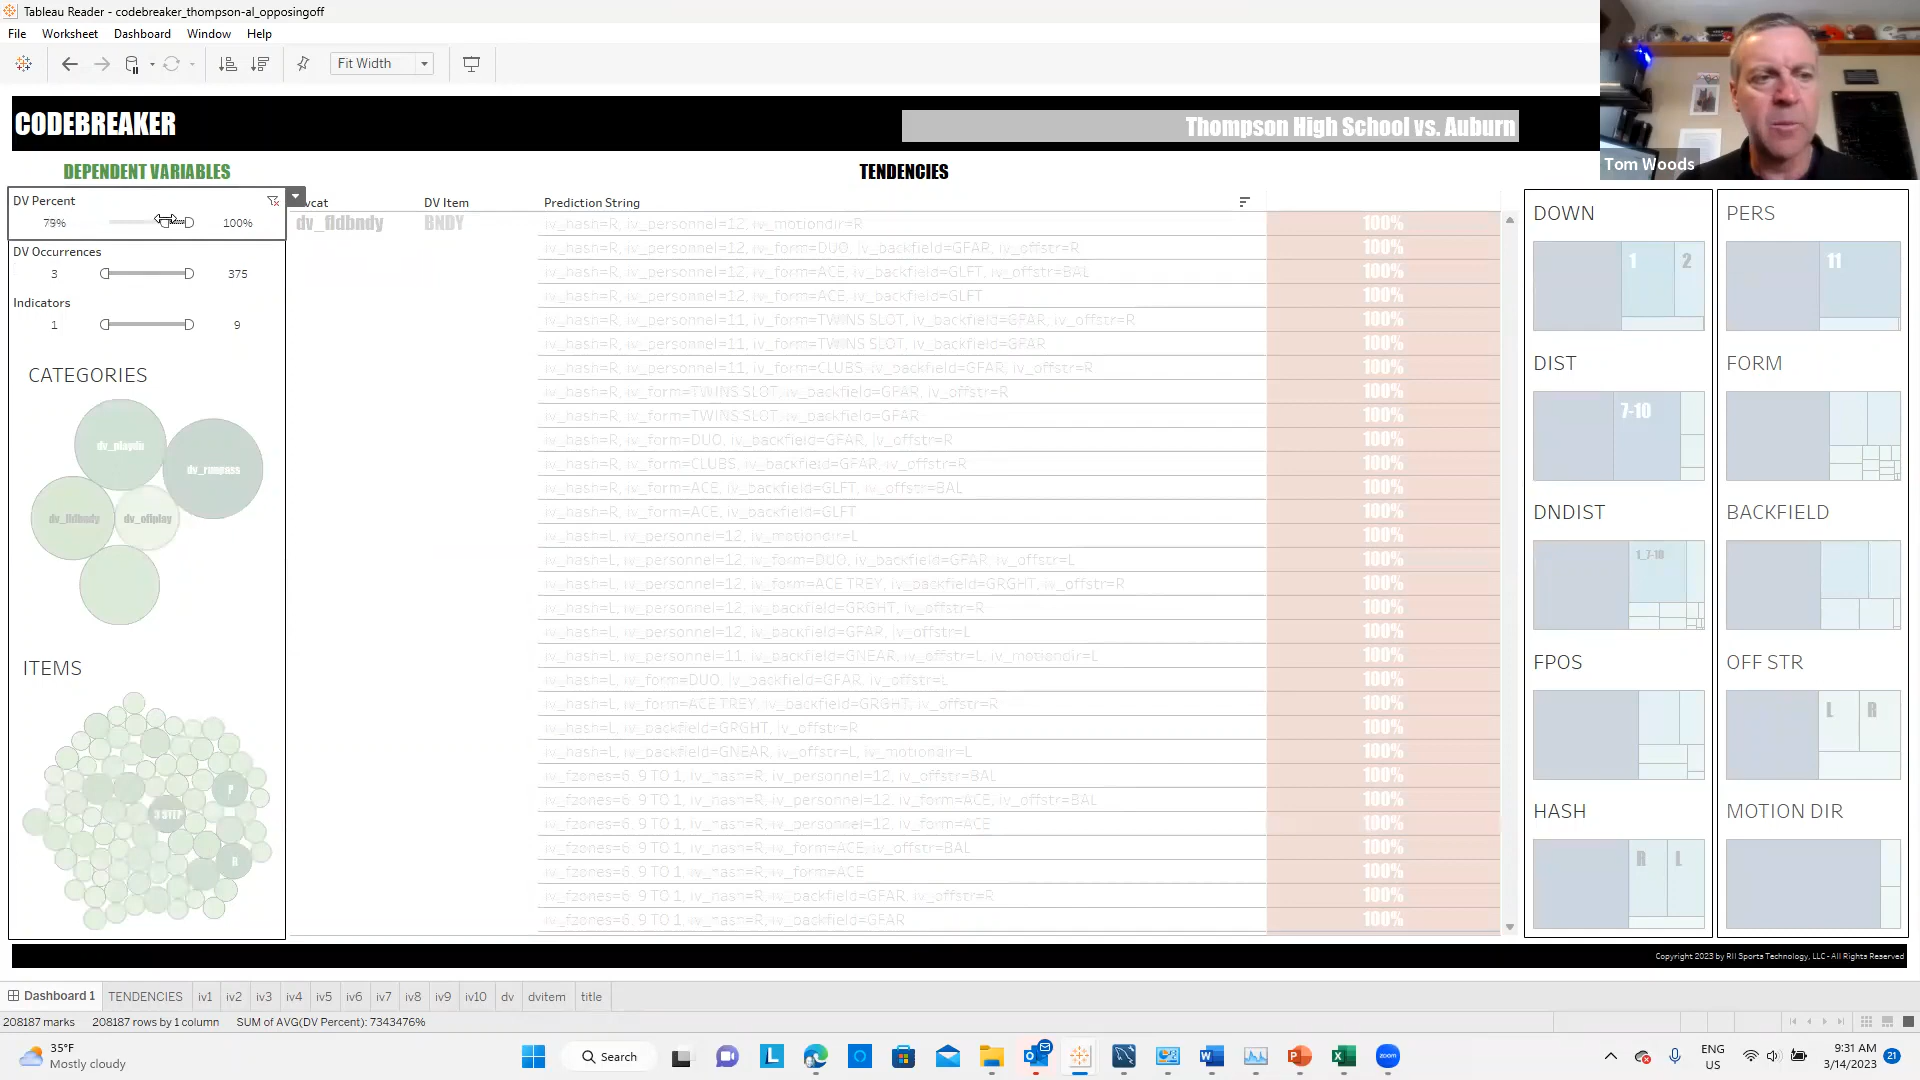 Tableau Reader - codebreaker_thompson-al_opposingoff
File Worksheet Dashboard Window Help
Fit Width
CODEBREAKER
Thompson High School vs. Auburn
Tom Woods
DEPENDENT VARIABLES
TENDENCIES
DV Percent
79% 100%
DV Occurrences
3 375
Indicators
1 9
CATEGORIES
dv_playdir
dv_runpass
dv_fldbndy
dv_offplay
ITEMS
P
3 STEP
R
vcat DV Item Prediction String
dv_fldbndy BNDY iv_hash=R, iv_personnel=12, iv_motiondir=R 100%
iv_hash=R, iv_personnel=12, iv_form=DUO, iv_backfield=GFAR, iv_offstr=R 100%
iv_hash=R, iv_personnel=12, iv_form=ACE, iv_backfield=GLFT, iv_offstr=BAL 100%
iv_hash=R, iv_personnel=12, iv_form=ACE, iv_backfield=GLFT 100%
iv_hash=R, iv_personnel=11, iv_form=TWINS SLOT, iv_backfield=GFAR, iv_offstr=R 100%
iv_hash=R, iv_personnel=11, iv_form=TWINS SLOT, iv_backfield=GFAR 100%
iv_hash=R, iv_personnel=11, iv_form=CLUBS, iv_backfield=GFAR, iv_offstr=R 100%
iv_hash=R, iv_form=TWINS SLOT, iv_backfield=GFAR, iv_offstr=R 100%
iv_hash=R, iv_form=TWINS SLOT, iv_backfield=GFAR 100%
iv_hash=R, iv_form=DUO, iv_backfield=GFAR, iv_offstr=R 100%
iv_hash=R, iv_form=CLUBS, iv_backfield=GFAR, iv_offstr=R 100%
iv_hash=R, iv_form=ACE, iv_backfield=GLFT, iv_offstr=BAL 100%
iv_hash=R, iv_form=ACE, iv_backfield=GLFT 100%
iv_hash=L, iv_personnel=12, iv_motiondir=L 100%
iv_hash=L, iv_personnel=12, iv_form=DUO, iv_backfield=GFAR, iv_offstr=L 100%
iv_hash=L, iv_personnel=12, iv_form=ACE TREY, iv_backfield=GRGHT, iv_offstr=R 100%
iv_hash=L, iv_personnel=12, iv_backfield=GRGHT, iv_offstr=R 100%
iv_hash=L, iv_personnel=12, iv_backfield=GFAR, iv_offstr=L 100%
iv_hash=L, iv_personnel=11, iv_backfield=GNEAR, iv_offstr=L, iv_motiondir=L 100%
iv_hash=L, iv_form=DUO, iv_backfield=GFAR, iv_offstr=L 100%
iv_hash=L, iv_form=ACE TREY, iv_backfield=GRGHT, iv_offstr=R 100%
iv_hash=L, iv_backfield=GRGHT, iv_offstr=R 100%
iv_hash=L, iv_backfield=GNEAR, iv_offstr=L, iv_motiondir=L 100%
iv_fzones=6, 9 TO 1, iv_hash=R, iv_personnel=12, iv_offstr=BAL 100%
iv_fzones=6, 9 TO 1, iv_hash=R, iv_personnel=12, iv_form=ACE, iv_offstr=BAL 100%
iv_fzones=6, 9 TO 1, iv_hash=R, iv_personnel=12, iv_form=ACE 100%
iv_fzones=6, 9 TO 1, iv_hash=R, iv_form=ACE, iv_offstr=BAL 100%
iv_fzones=6, 9 TO 1, iv_hash=R, iv_form=ACE 100%
iv_fzones=6, 9 TO 1, iv_hash=R, iv_backfield=GFAR, iv_offstr=R 100%
iv_fzones=6, 9 TO 1, iv_hash=R, iv_backfield=GFAR 100%
DOWN
1 2
DIST
7-10
DNDIST
1_7-10
FPOS
HASH
R L
PERS
11
FORM
BACKFIELD
OFF STR
L R
MOTION DIR
Copyright 2023 by RII Sports Technology, LLC - All Rights Reserved
Dashboard 1 TENDENCIES iv1 iv2 iv3 iv4 iv5 iv6 iv7 iv8 iv9 iv10 dv dvitem title
208187 marks 208187 rows by 1 column SUM of AVG(DV Percent): 7343476%
35°F
Mostly cloudy
Search
zoom
ENG
US
9:31 AM
3/14/2023
21